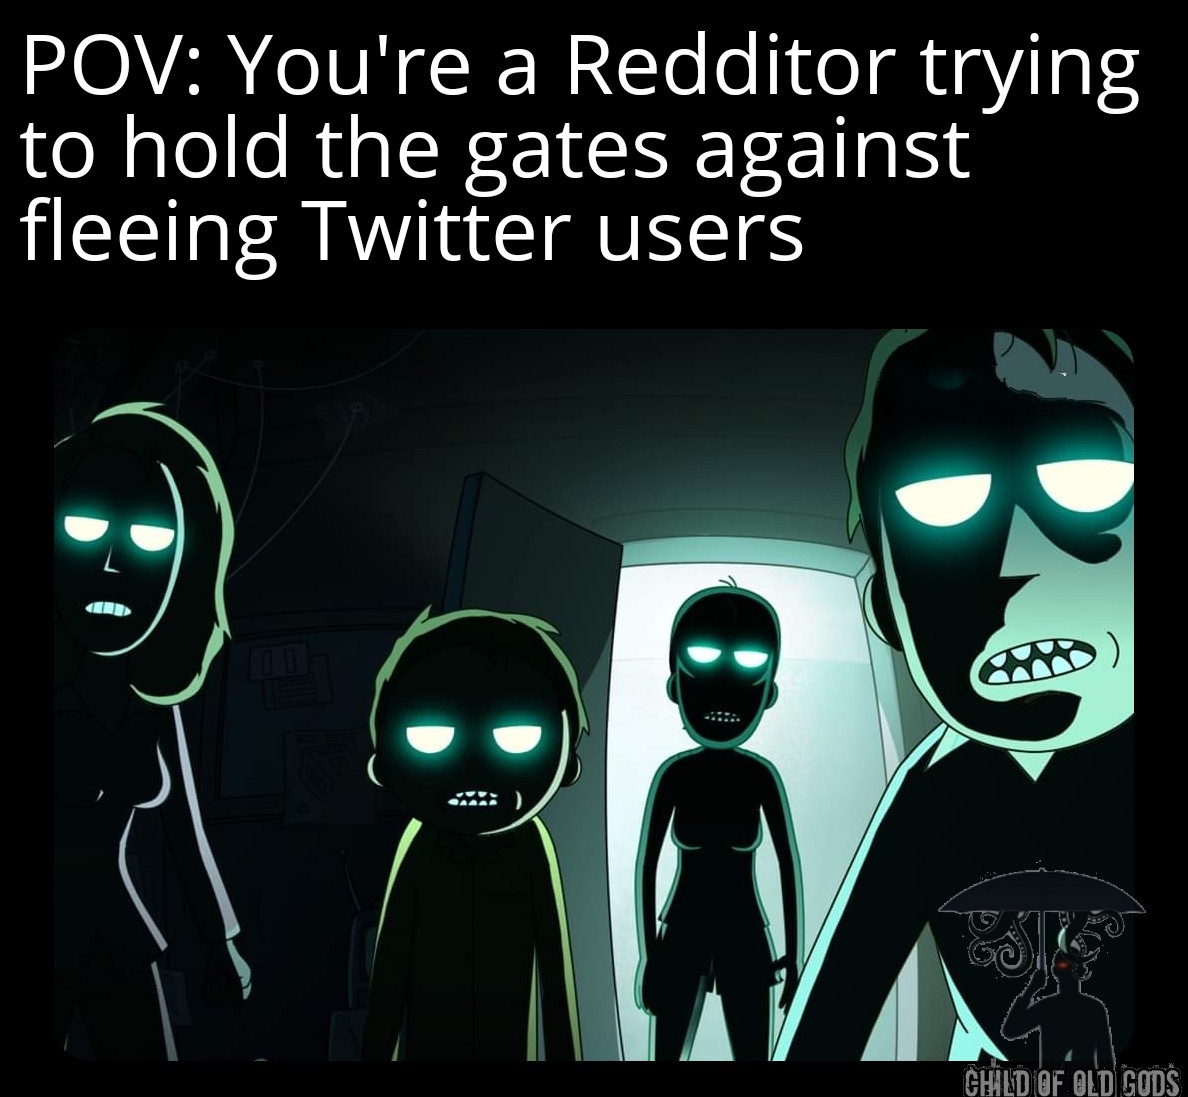 POV: You're a Redditor trying
to hold the gates against
fleeing Twitter users
CHILD OF OLD GODS